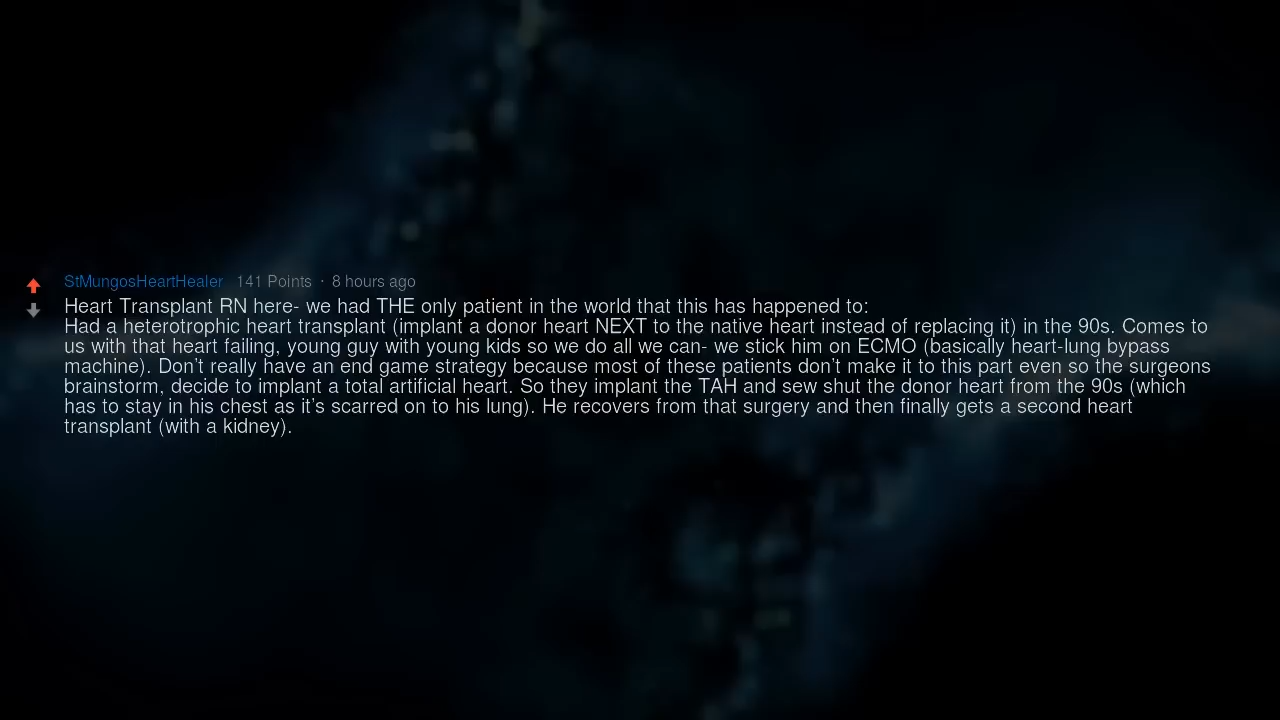 StMungosHeartHealer 141 Points · 8 hours ago
Heart Transplant RN here- we had THE only patient in the world that this has happened to:
Had a heterotrophic heart transplant (implant a donor heart NEXT to the native heart instead of replacing it) in the 90s. Comes to
us with that heart failing, young guy with young kids so we do all we can- we stick him on ECMO (basically heart-lung bypass
machine). Don't really have an end game strategy because most of these patients don't make it to this part even so the surgeons
brainstorm, decide to implant a total artificial heart. So they implant the TAH and sew shut the donor heart from the 90s (which
has to stay in his chest as it's scarred on to his lung). He recovers from that surgery and then finally gets a second heart
transplant (with a kidney).